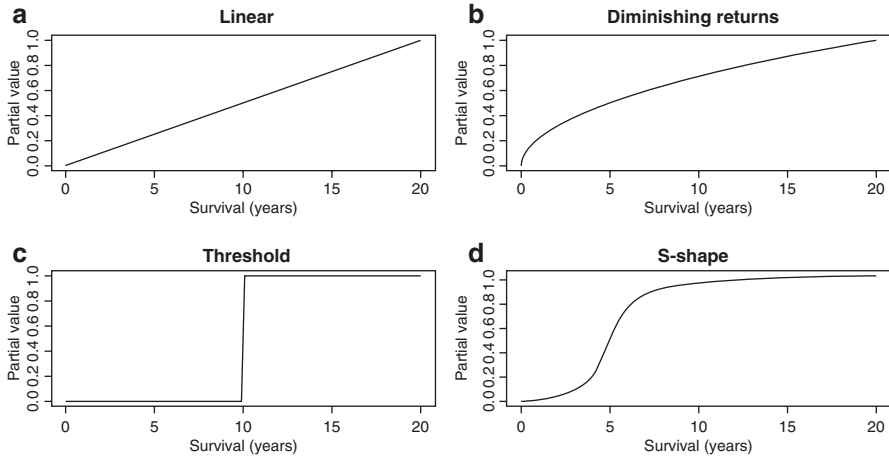 a
Linear
Partial value
0.0 0.2 0.4 0.6 0.8 1.0
0 5 10 15 20
Survival (years)
b
Diminishing returns
Partial value
0.0 0.2 0.4 0.6 0.8 1.0
0 5 10 15 20
Survival (years)
c
Threshold
Partial value
0.0 0.2 0.4 0.6 0.8 1.0
0 5 10 15 20
Survival (years)
d
S-shape
Partial value
0.0 0.2 0.4 0.6 0.8 1.0
0 5 10 15 20
Survival (years)